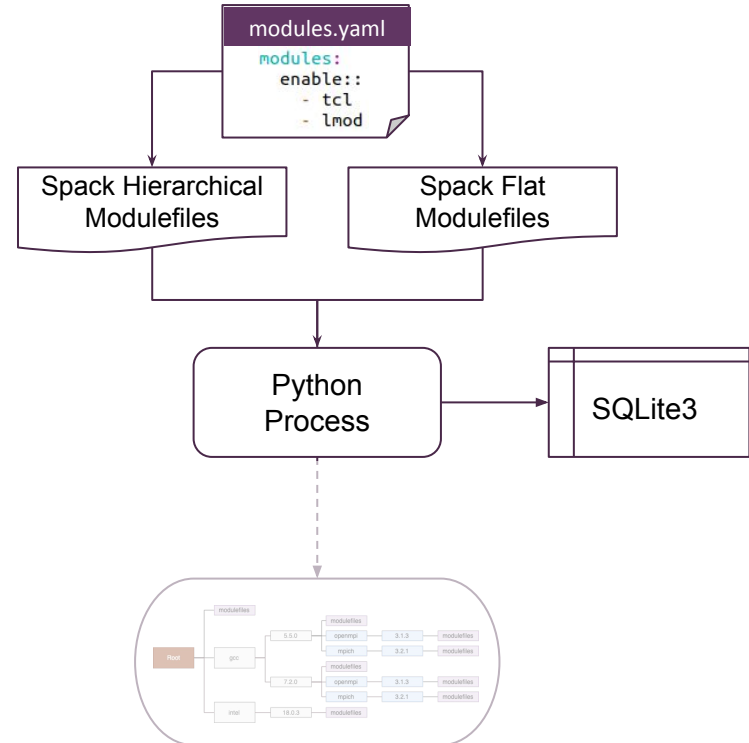 modules.yaml
modules:
enable::
- tcl
- lmod
Spack Hierarchical
Modulefiles
Spack Flat
Modulefiles
Python
Process
SQLite3
modulefiles
modulefiles
5.5.0
openmpi
3.1.3
modulefiles
mpich
3.2.1
modulefiles
Root
gcc
modulefiles
7.2.0
openmpi
3.1.3
modulefiles
mpich
3.2.1
modulefiles
intel
18.0.3
modulefiles